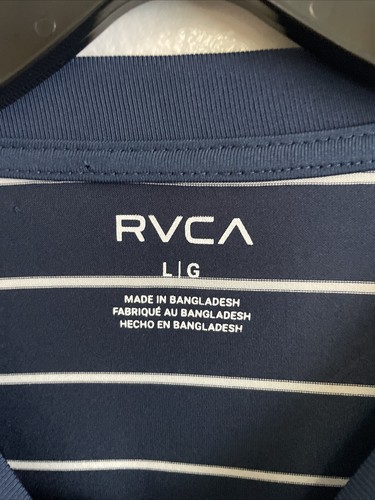 RVCA
L|G
MADE IN BANGLADESH
FABRIQUÉ AU BANGLADESH
HECHO EN BANGLADESH